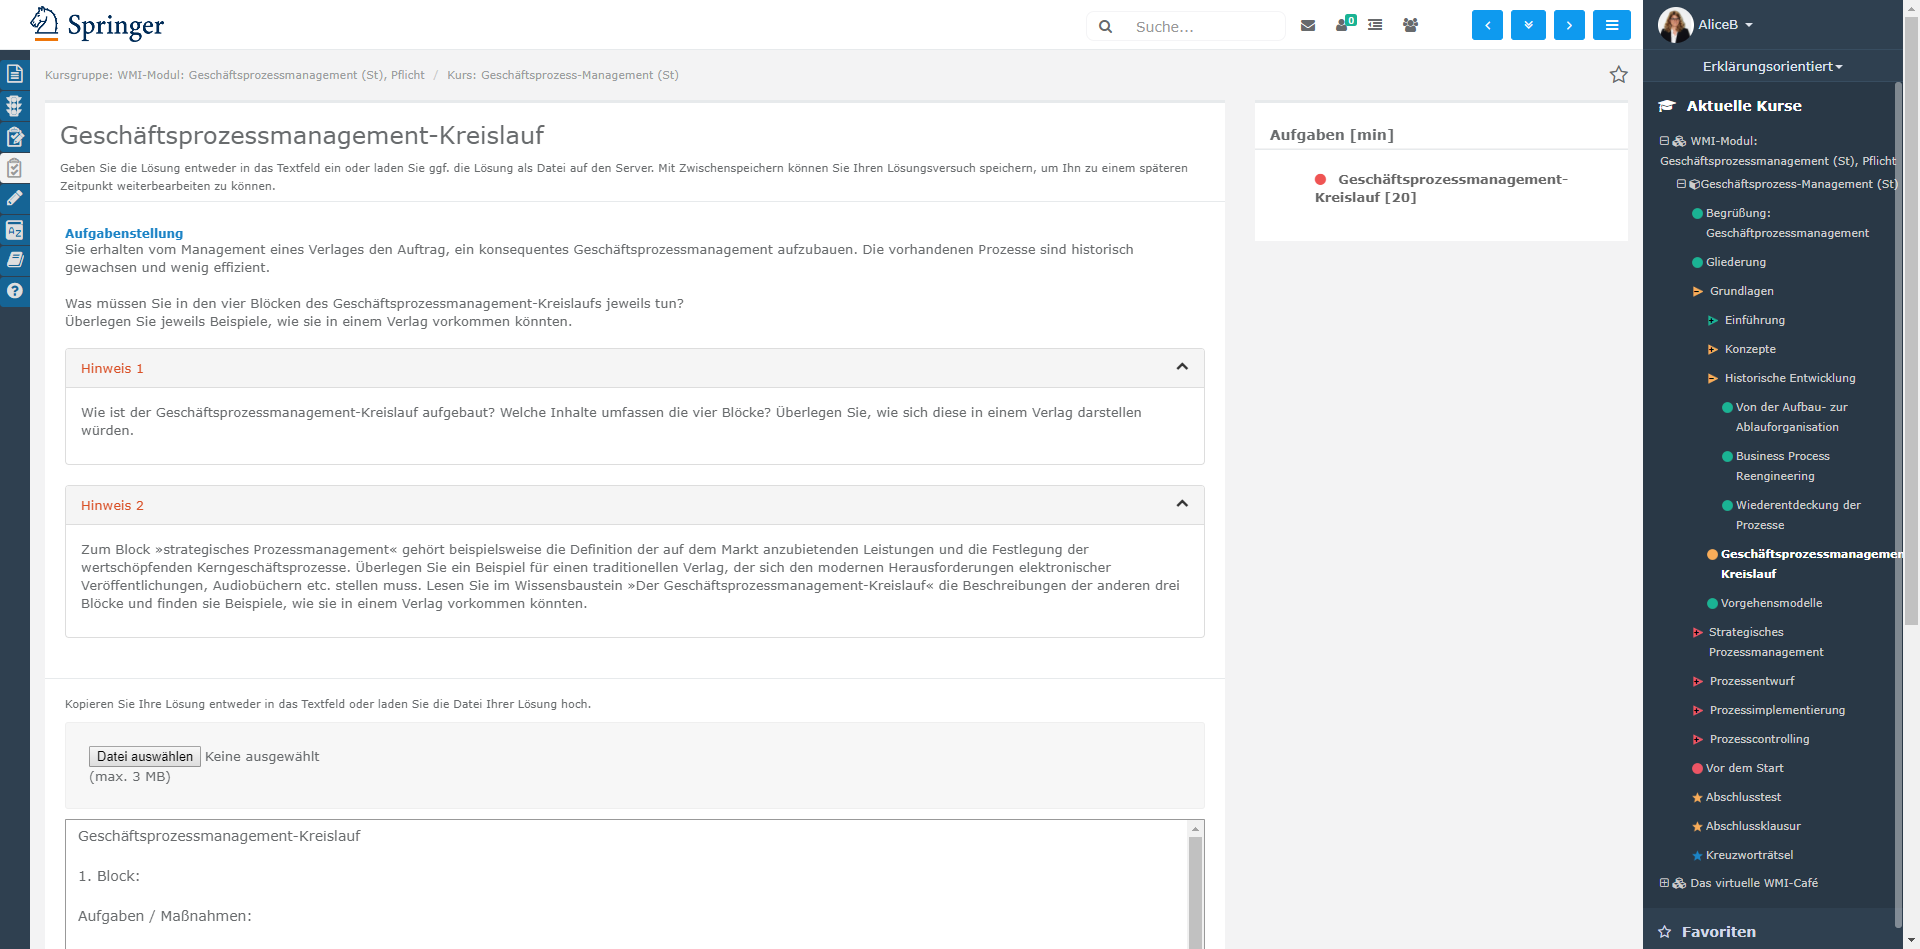 Springer
Suche...
0
AliceB
Erklärungsorientiert
Kursgruppe: WMI-Modul: Geschäftsprozessmanagement (St), Pflicht / Kurs: Geschäftsprozess-Management (St)
Geschäftsprozessmanagement-Kreislauf
Geben Sie die Lösung entweder in das Textfeld ein oder laden Sie ggf. die Lösung als Datei auf den Server. Mit Zwischenspeichern können Sie Ihren Lösungsversuch speichern, um Ihn zu einem späteren
Zeitpunkt weiterbearbeiten zu können.
Aufgabenstellung
Sie erhalten vom Management eines Verlages den Auftrag, ein konsequentes Geschäftsprozessmanagement aufzubauen. Die vorhandenen Prozesse sind historisch
gewachsen und wenig effizient.
Was müssen Sie in den vier Blöcken des Geschäftsprozessmanagement-Kreislaufs jeweils tun?
Überlegen Sie jeweils Beispiele, wie sie in einem Verlag vorkommen könnten.
Hinweis 1
Wie ist der Geschäftsprozessmanagement-Kreislauf aufgebaut? Welche Inhalte umfassen die vier Blöcke? Überlegen Sie, wie sich diese in einem Verlag darstellen
würden.
Hinweis 2
Zum Block »strategisches Prozessmanagement« gehört beispielsweise die Definition der auf dem Markt anzubietenden Leistungen und die Festlegung der
wertschöpfenden Kerngeschäftsprozesse. Überlegen Sie ein Beispiel für einen traditionellen Verlag, der sich den modernen Herausforderungen elektronischer
Veröffentlichungen, Audiobüchern etc. stellen muss. Lesen Sie im Wissensbaustein »Der Geschäftsprozessmanagement-Kreislauf« die Beschreibungen der anderen drei
Blöcke und finden sie Beispiele, wie sie in einem Verlag vorkommen könnten.
Kopieren Sie Ihre Lösung entweder in das Textfeld oder laden Sie die Datei Ihrer Lösung hoch.
Datei auswählen Keine ausgewählt
(max. 3 MB)
Geschäftsprozessmanagement-Kreislauf
1. Block:
Aufgaben / Maßnahmen:
Aufgaben [min]
Geschäftsprozessmanagement-
Kreislauf [20]
Aktuelle Kurse
WMI-Modul:
Geschäftsprozessmanagement (St), Pflicht
Geschäftsprozess-Management (St)
Begrüßung:
Geschäftprozessmanagement
Gliederung
Grundlagen
Einführung
Konzepte
Historische Entwicklung
Von der Aufbau- zur
Ablauforganisation
Business Process
Reengineering
Wiederentdeckung der
Prozesse
Geschäftsprozessmanagemen
Kreislauf
Vorgehensmodelle
Strategisches
Prozessmanagement
Prozessentwurf
Prozessimplementierung
Prozesscontrolling
Vor dem Start
Abschlusstest
Abschlussklausur
Kreuzworträtsel
Das virtuelle WMI-Café
Favoriten